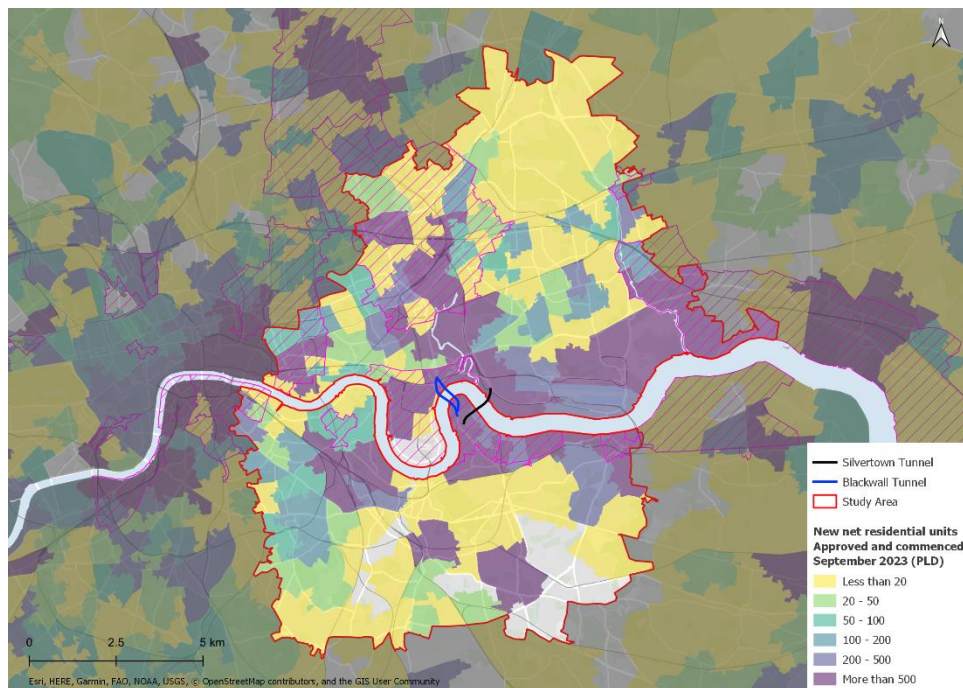 N
Silvertown Tunnel
Blackwall Tunnel
Study Area
New net residential units
Approved and commenced
September 2023 (PLD)
Less than 20
20 - 50
50 - 100
100 - 200
200 - 500
More than 500
0 2.5 5 km
Esri, HERE, Garmin, FAO, NOAA, USGS, © OpenStreetMap contributors, and the GIS User Community